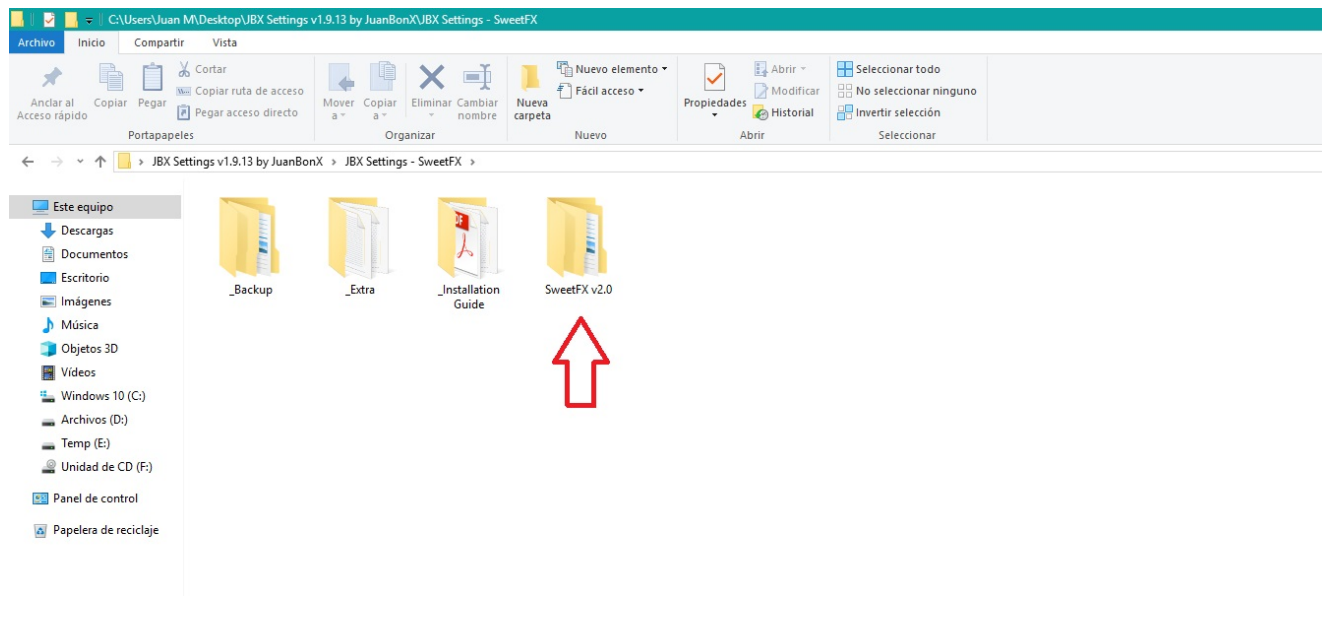 C:\Users\Juan M\Desktop\JBX Settings v1.9.13 by JuanBonX\JBX Settings - SweetFX
Archivo Inicio Compartir Vista
Anclar al
Acceso rápido
Copiar
Pegar
Cortar
Copiar ruta de acceso
Pegar acceso directo
Portapapeles
Mover
a
Copiar
a
Eliminar
Cambiar
nombre
Organizar
Nueva
carpeta
Nuevo elemento
Fácil acceso
Nuevo
Propiedades
Abrir
Modificar
Historial
Abrir
Seleccionar todo
No seleccionar ninguno
Invertir selección
Seleccionar
JBX Settings v1.9.13 by JuanBonX > JBX Settings - SweetFX >
Este equipo
Descargas
Documentos
Escritorio
Imágenes
Música
Objetos 3D
Vídeos
Windows 10 (C:)
Archivos (D:)
Temp (E:)
Unidad de CD (F:)
Panel de control
Papelera de reciclaje
_Backup
_Extra
_Installation
Guide
SweetFX v2.0